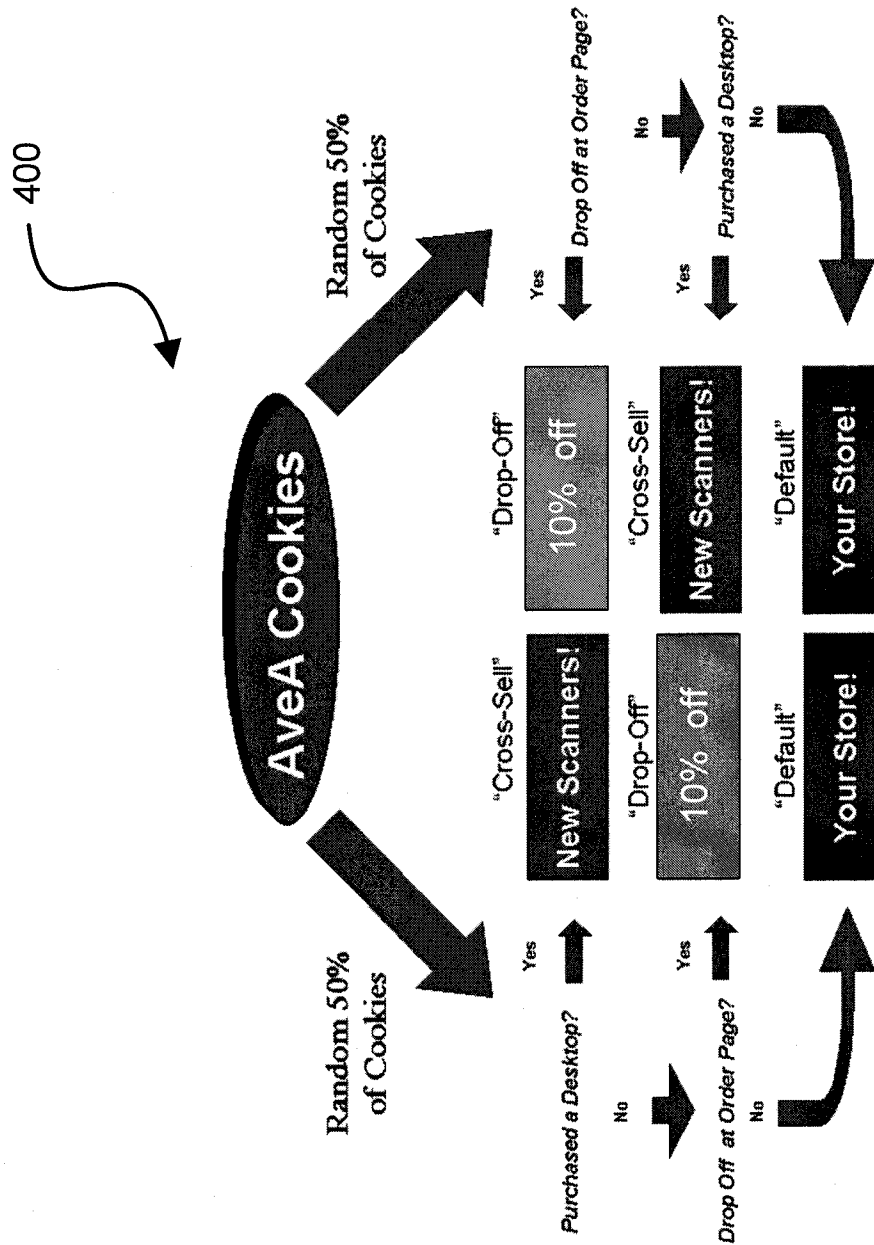 400
AveA Cookies
Random 50%
of Cookies
Purchased a Desktop?
Yes
"Cross-Sell"
New Scanners!
No
Drop Off at Order Page?
Yes
"Drop-Off"
10% off
No
"Default"
Your Store!
Random 50%
of Cookies
Drop Off at Order Page?
Yes
"Drop-Off"
10% off
No
Purchased a Desktop?
Yes
"Cross-Sell"
New Scanners!
No
"Default"
Your Store!